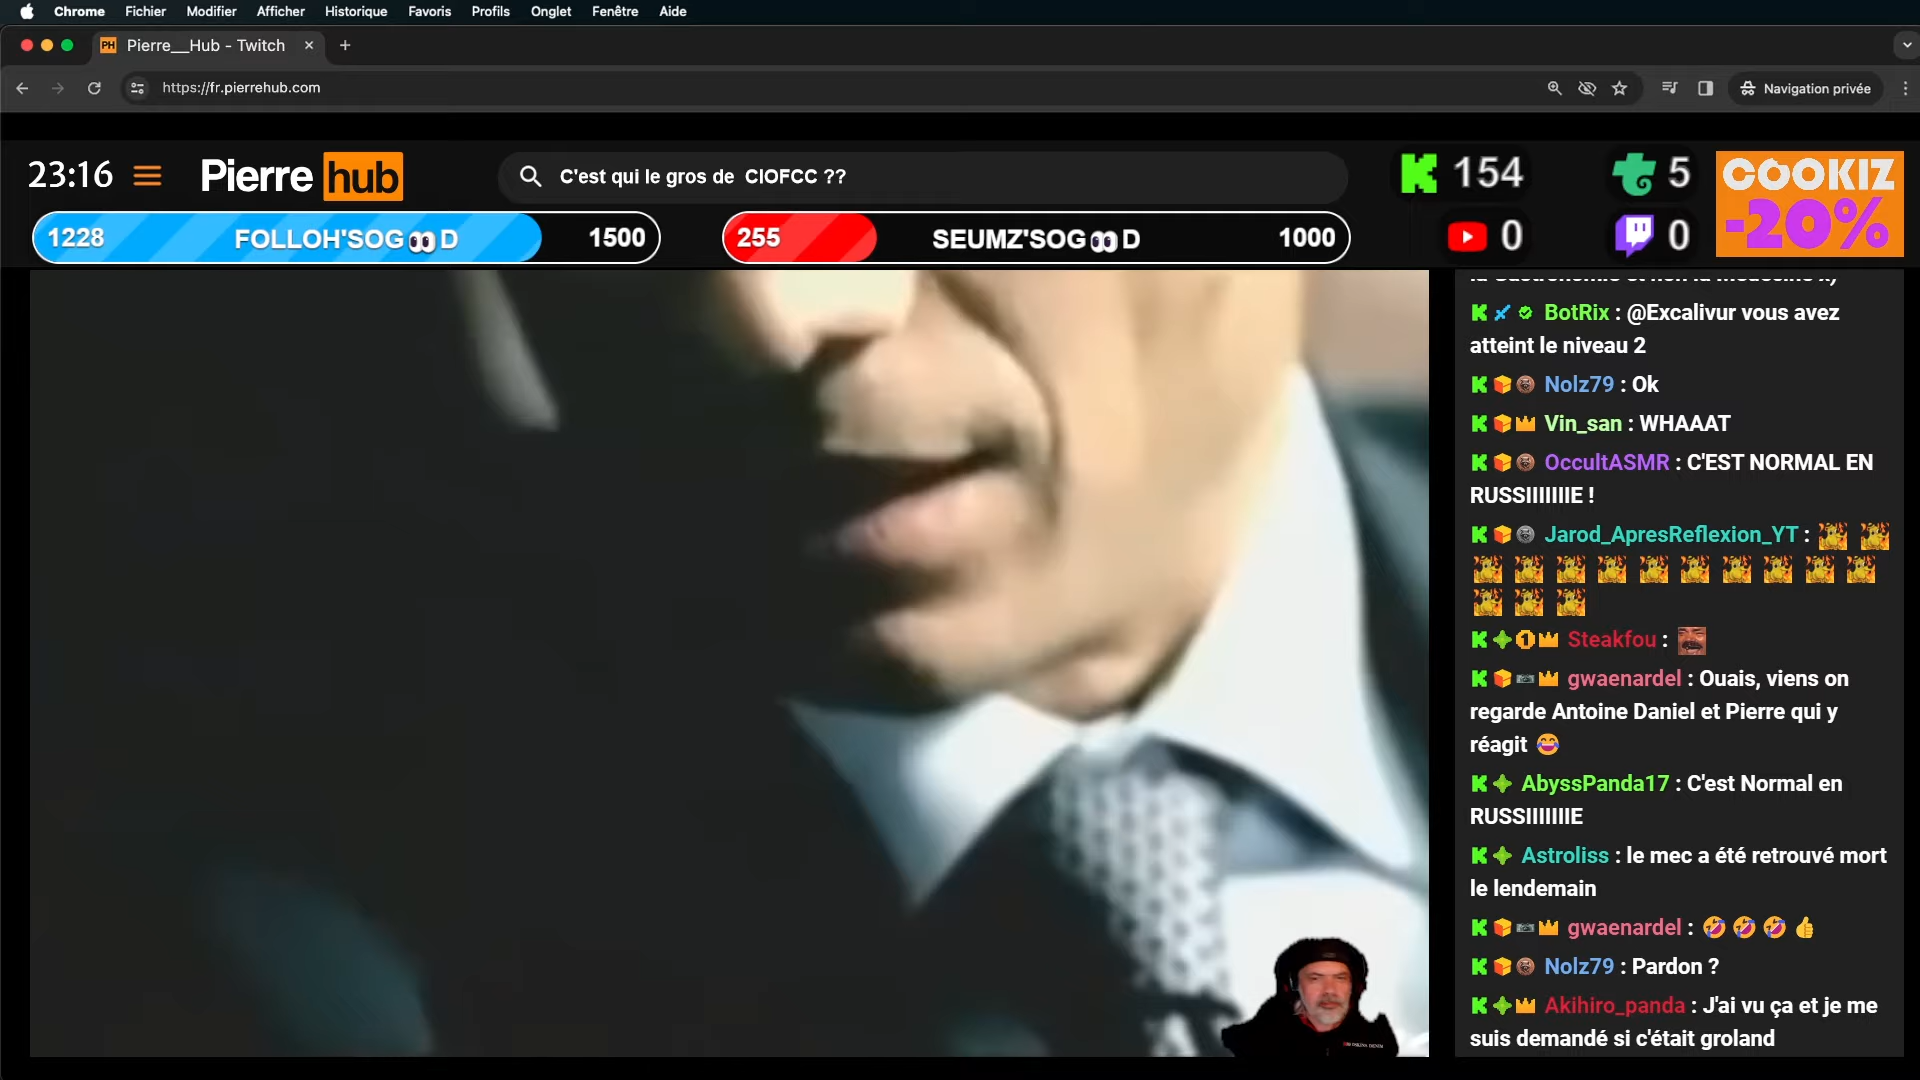 Chrome Fichier Modifier Afficher Historique Favoris Profils Onglet Fenêtre Aide
PH Pierre__Hub - Twitch
https://fr.pierrehub.com
Navigation privée
23:16
Pierre hub
C'est qui le gros de CIOFCC ??
154
5
COOKIZ
-20%
1228 FOLLOH'SOG👀D 1500
255 SEUMZ'SOG👀D 1000
0
0
BotRix : @Excalivur vous avez
atteint le niveau 2
Nolz79 : Ok
Vin_san : WHAAAT
OccultASMR : C'EST NORMAL EN
RUSSIIIIIIIE !
Jarod_ApresReflexion_YT :
Steakfou :
gwaenardel : Ouais, viens on
regarde Antoine Daniel et Pierre qui y
réagit 😂
AbyssPanda17 : C'est Normal en
RUSSIIIIIIIE
Astroliss : le mec a été retrouvé mort
le lendemain
gwaenardel : 🤣 🤣 🤣 👍
Nolz79 : Pardon ?
Akihiro_panda : J'ai vu ça et je me
suis demandé si c'était groland